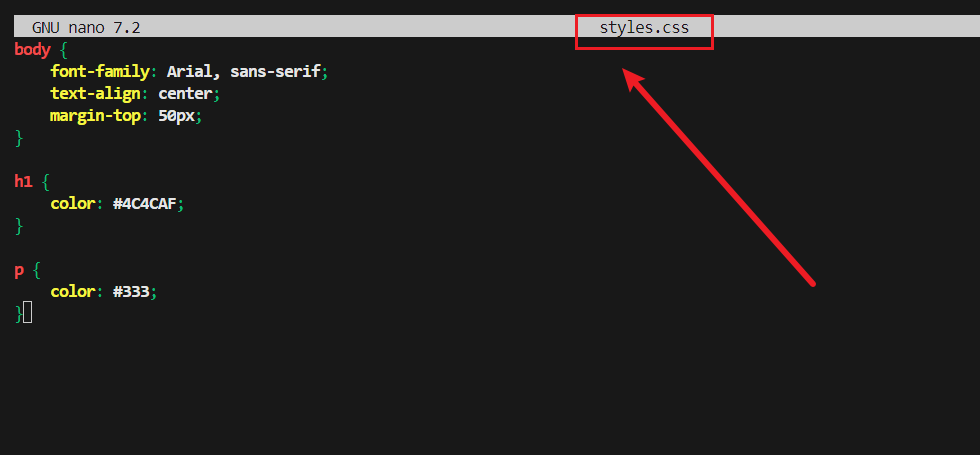 GNU nano 7.2 styles.css
body {
    font-family: Arial, sans-serif;
    text-align: center;
    margin-top: 50px;
}

h1 {
    color: #4C4CAF;
}

p {
    color: #333;
}